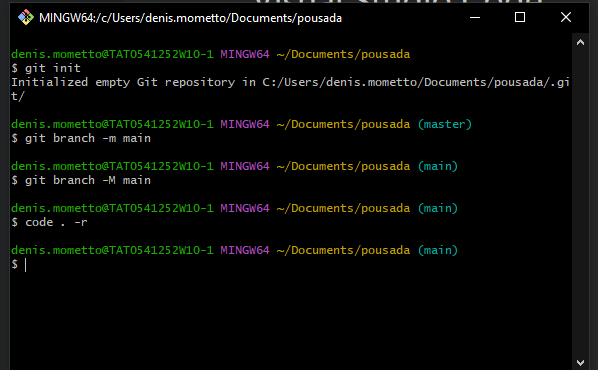 MINGW64:/c/Users/denis.mometto/Documents/pousada
denis.mometto@TAT0541252W10-1 MINGW64 ~/Documents/pousada
$ git init
Initialized empty Git repository in C:/Users/denis.mometto/Documents/pousada/.gi
t/
denis.mometto@TAT0541252W10-1 MINGW64 ~/Documents/pousada (master)
$ git branch -m main
denis.mometto@TAT0541252W10-1 MINGW64 ~/Documents/pousada (main)
$ git branch -M main
denis.mometto@TAT0541252W10-1 MINGW64 ~/Documents/pousada (main)
$ code . -r
denis.mometto@TAT0541252W10-1 MINGW64 ~/Documents/pousada (main)
$